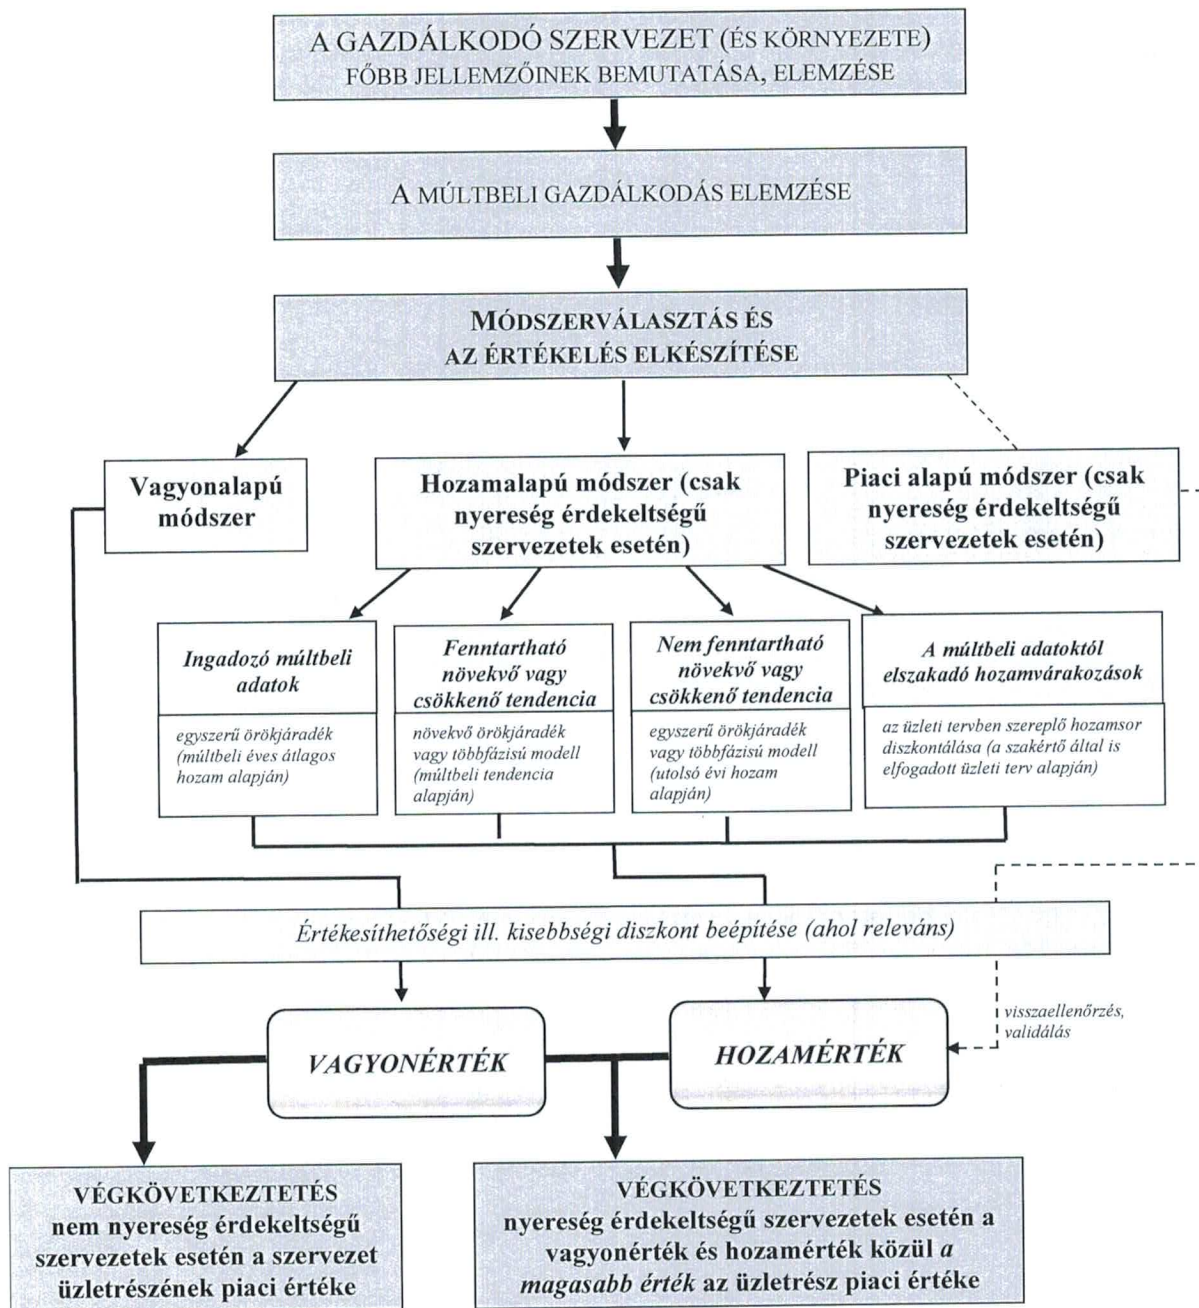 A GAZDÁLKODÓ SZERVEZET (ÉS KÖRNYEZETE)
FŐBB JELLEMZŐINEK BEMUTATÁSA, ELEMZÉSE
A MÚLTBELI GAZDÁLKODÁS ELEMZÉSE
MÓDSZERVÁLASZTÁS ÉS
AZ ÉRTÉKELÉS ELKÉSZÍTÉSE
Vagyonalapú
módszer
Hozamalapú módszer (csak
nyereség érdekeltségű
szervezetek esetén)
Piaci alapú módszer (csak
nyereség érdekeltségű
szervezetek esetén)
Ingadozó múltbeli
adatok
egyszerű örökjáradék
(múltbeli éves átlagos
hozam alapján)
Fenntartható
növekvő vagy
csökkenő tendencia
növekvő örökjáradék
vagy többfázisú modell
(múltbeli tendencia
alapján)
Nem fenntartható
növekvő vagy
csökkenő tendencia
egyszerű örökjáradék
vagy többfázisú modell
(utolsó évi hozam
alapján)
A múltbeli adatoktól
elszakadó hozamvárakozások
az üzleti tervben szereplő hozamsor
diszkontálása (a szakértő által is
elfogadott üzleti terv alapján)
Értékesíthetőségi ill. kisebbségi diszkont beépítése (ahol releváns)
VAGYONÉRTÉK
HOZAMÉRTÉK
visszaellenőrzés,
validálás
VÉGKÖVETKEZTETÉS
nem nyereség érdekeltségű
szervezetek esetén a szervezet
üzletrészének piaci értéke
VÉGKÖVETKEZTETÉS
nyereség érdekeltségű szervezetek esetén a
vagyonérték és hozamérték közül a
magasabb érték az üzletrész piaci értéke